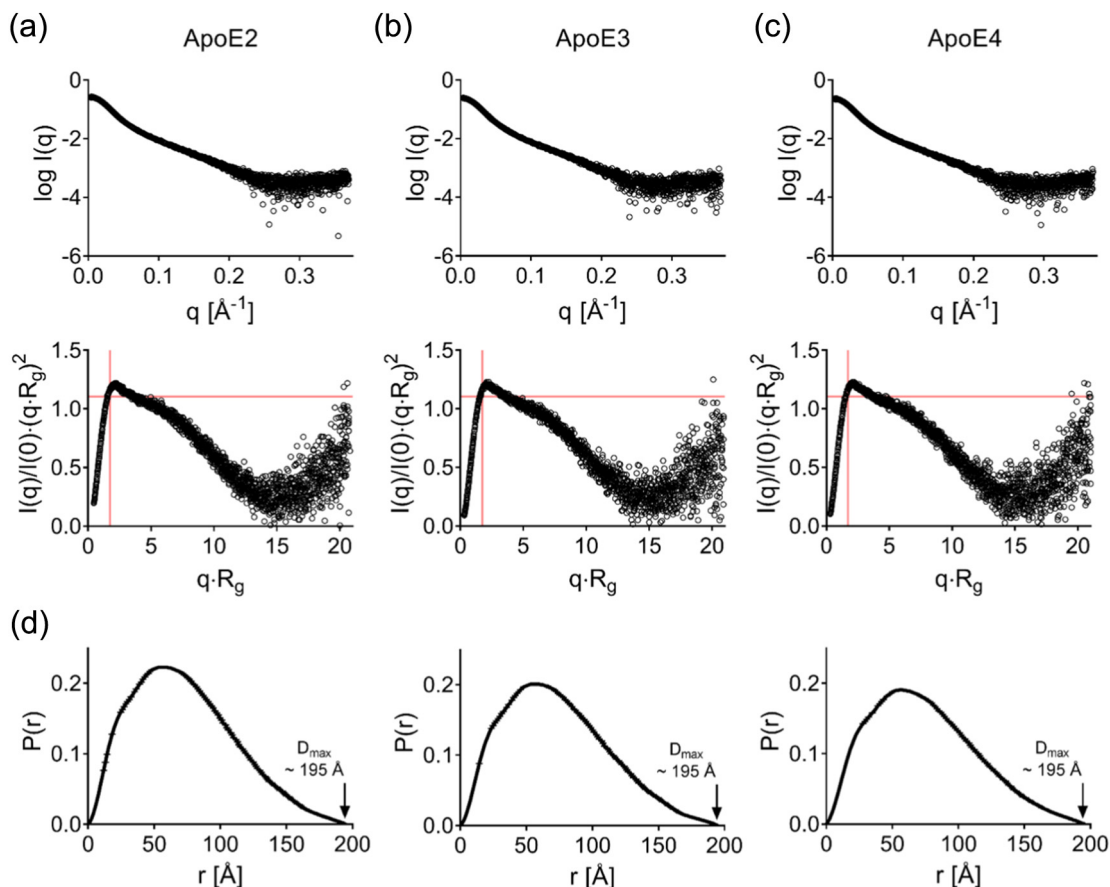 (a) ApoE2 (b) ApoE3 (c) ApoE4
0 0 0
-2 -2 -2
-4 -4 -4
-6 -6 -6
log I(q) log I(q) log I(q)
0.0 0.1 0.2 0.3 0.0 0.1 0.2 0.3 0.0 0.1 0.2 0.3
q [Å⁻¹] q [Å⁻¹] q [Å⁻¹]
1.5 1.5 1.5
1.0 1.0 1.0
0.5 0.5 0.5
0.0 0.0 0.0
I(q)/I(0)·(q·Rg)² I(q)/I(0)·(q·Rg)² I(q)/I(0)·(q·Rg)²
0 5 10 15 20 0 5 10 15 20 0 5 10 15 20
q·Rg q·Rg q·Rg
(d)
0.2 0.2 0.2
0.1 0.1 0.1
0.0 0.0 0.0
P(r) P(r) P(r)
Dmax Dmax Dmax
~ 195 Å ~ 195 Å ~ 195 Å
0 50 100 150 200 0 50 100 150 200 0 50 100 150 200
r [Å] r [Å] r [Å]